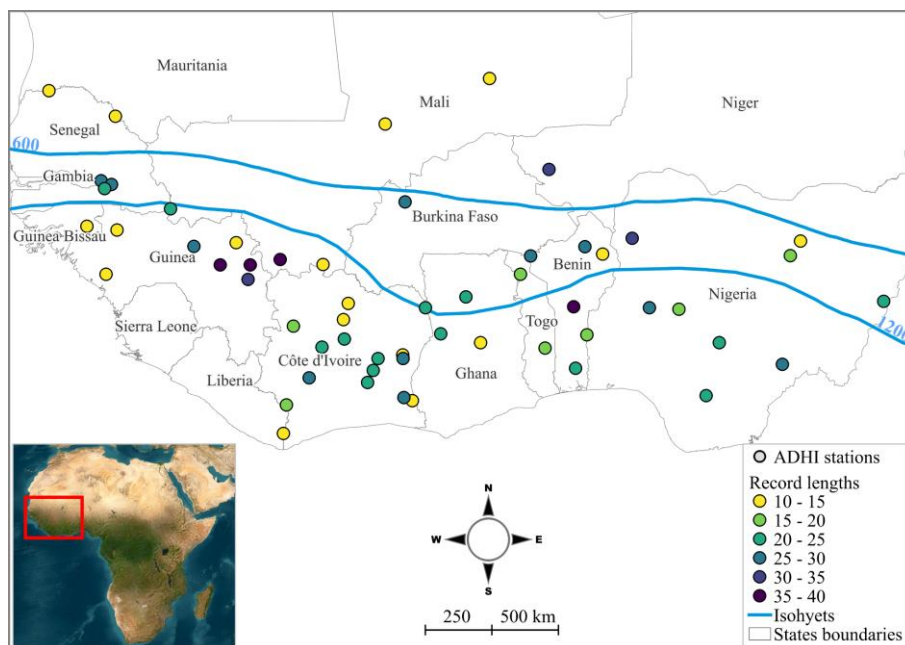 Mauritania
Mali
Niger
Senegal
600
Gambia
Burkina Faso
Guinea Bissau
Guinea
Benin
Nigeria
Sierra Leone
Togo
1200
Côte d'Ivoire
Ghana
Liberia
ADHI stations
Record lengths
10 - 15
15 - 20
20 - 25
25 - 30
30 - 35
35 - 40
Isohyets
States boundaries
N
W
E
S
250
500 km